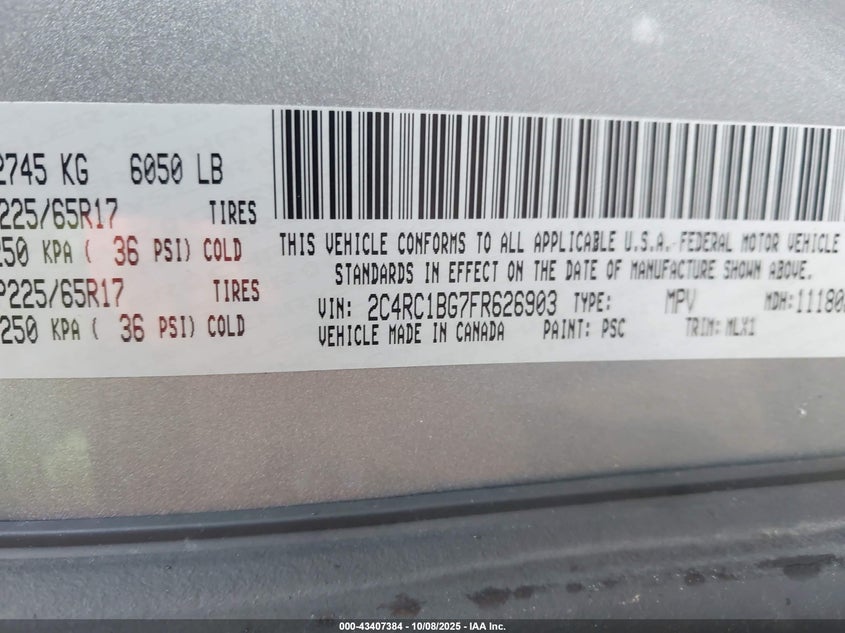 2745 KG 6050 LB
P225/65R17 TIRES
250 KPA ( 36 PSI) COLD
P225/65R17 TIRES
250 KPA ( 36 PSI) COLD
THIS VEHICLE CONFORMS TO ALL APPLICABLE U.S.A. FEDERAL MOTOR VEHICLE
STANDARDS IN EFFECT ON THE DATE OF MANUFACTURE SHOWN ABOVE.
VIN: 2C4RC1BG7FR626903 TYPE: MPV MDH: 11180
VEHICLE MADE IN CANADA PAINT: PSC TRIM: MLX1
000-43407384 - 10/08/2025 - IAA Inc.